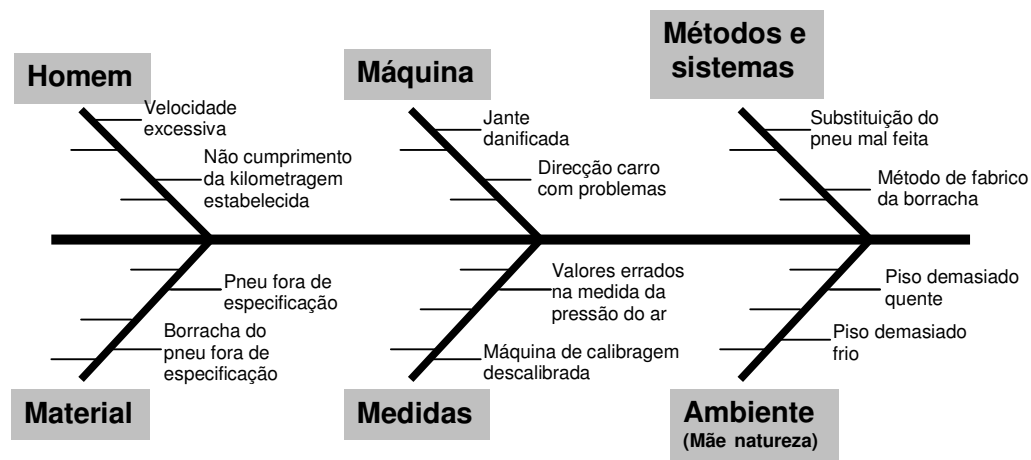 Homem
Máquina
Métodos e
sistemas
Velocidade
excessiva
Não cumprimento
da kilometragem
estabelecida
Jante
danificada
Direcção carro
com problemas
Substituição do
pneu mal feita
Método de fabrico
da borracha
Pneu fora de
especificação
Borracha do
pneu fora de
especificação
Valores errados
na medida da
pressão do ar
Máquina de calibragem
descalibrada
Piso demasiado
quente
Piso demasiado
frio
Material
Medidas
Ambiente
(Mãe natureza)